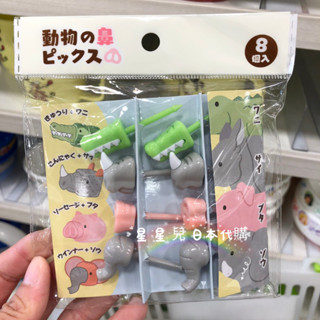 動物の鼻
ピックス
8
個入
きゅうり+ワニ
こんにゃく+サイ
ソーセージ+ブタ
ウインナー+ゾウ
ワニ
サイ
ブタ
ゾウ
星星兒日本代購